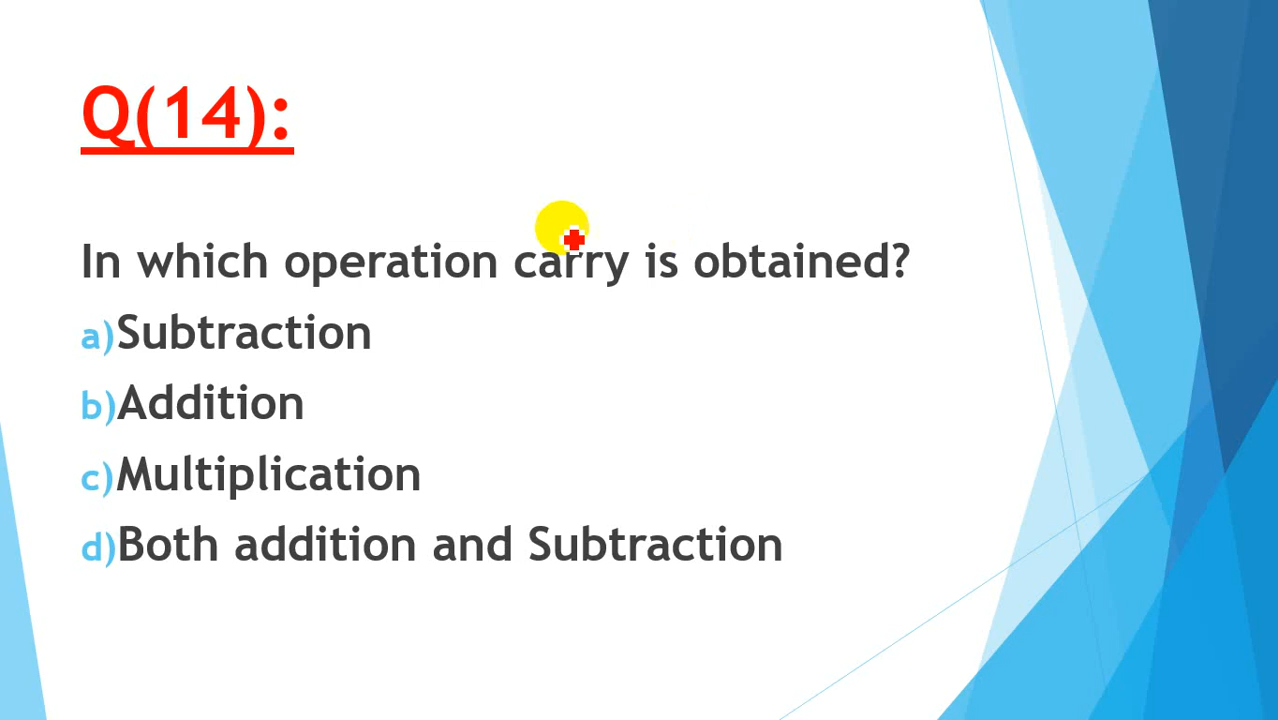 Q(14):
In which operation carry is obtained?
a)Subtraction
b)Addition
c)Multiplication
d)Both addition and Subtraction